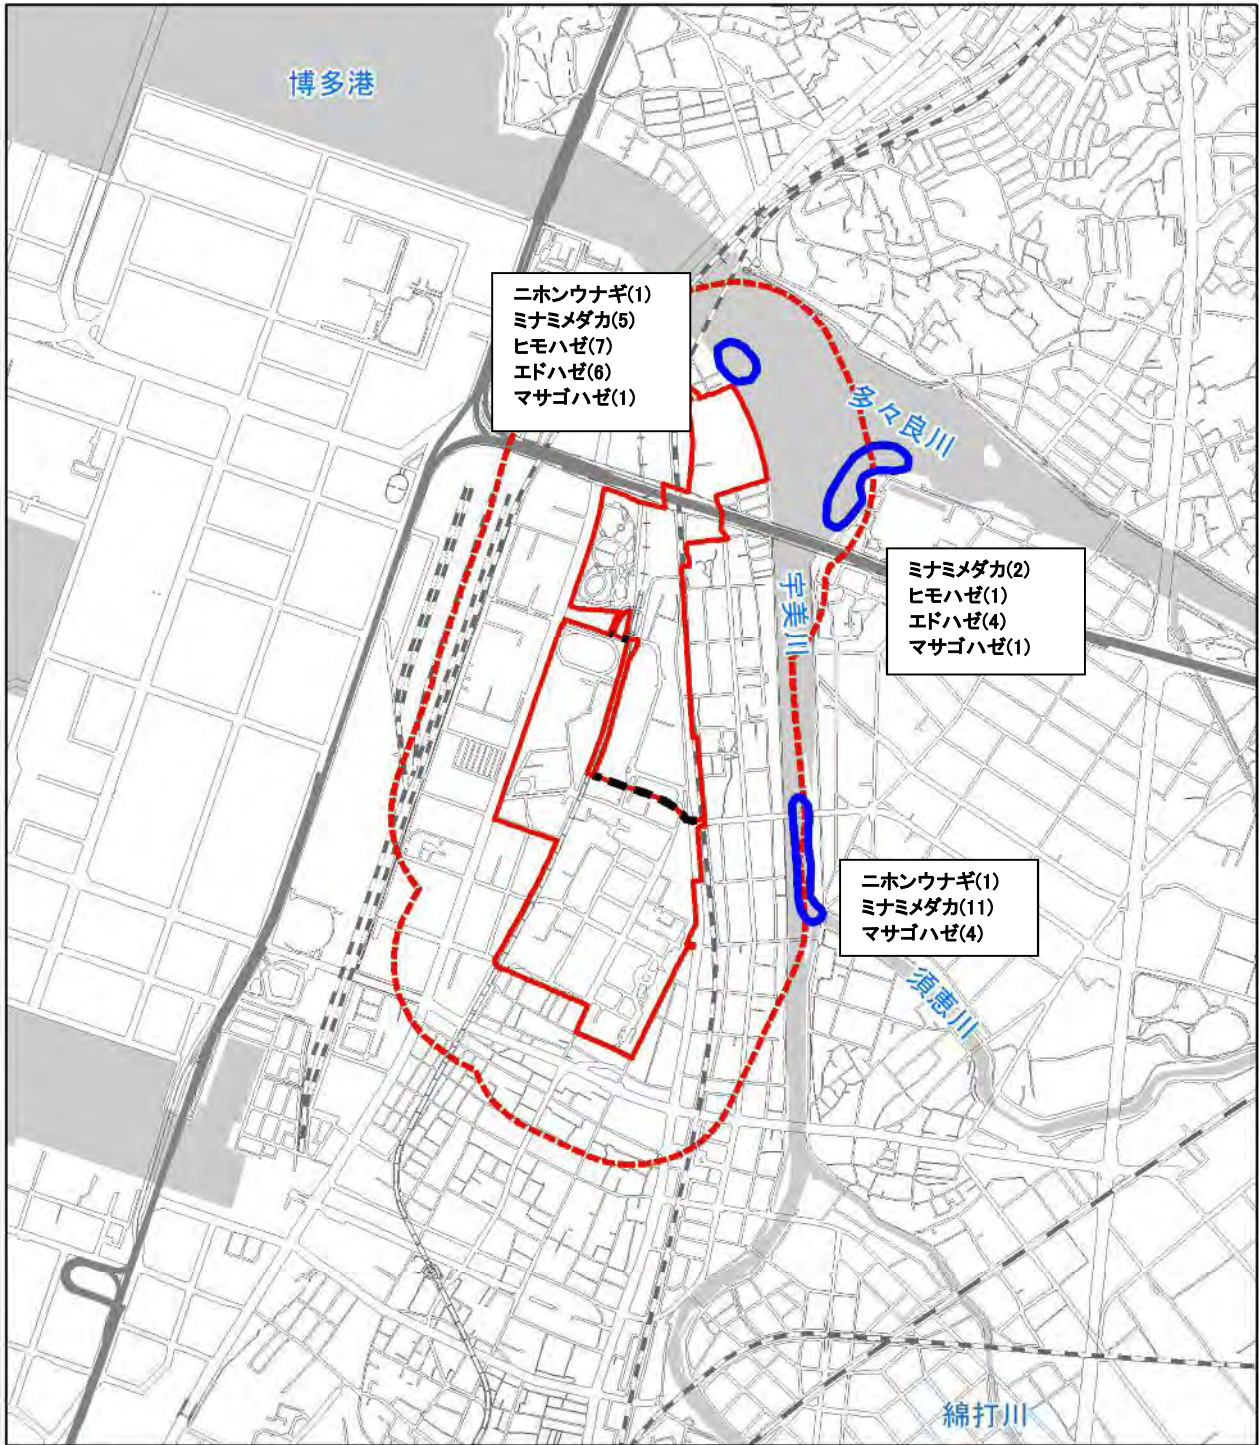 博多港
ニホンウナギ(1)
ミナミメダカ(5)
ヒモハゼ(7)
エドハゼ(6)
マサゴハゼ(1)
多々良川
ミナミメダカ(2)
ヒモハゼ(1)
エドハゼ(4)
マサゴハゼ(1)
宇美川
ニホンウナギ(1)
ミナミメダカ(11)
マサゴハゼ(4)
須恵川
綿打川